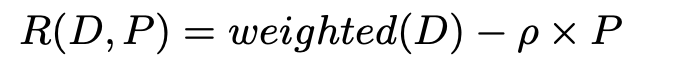 R(D, P) = weighted(D) − ρ × P